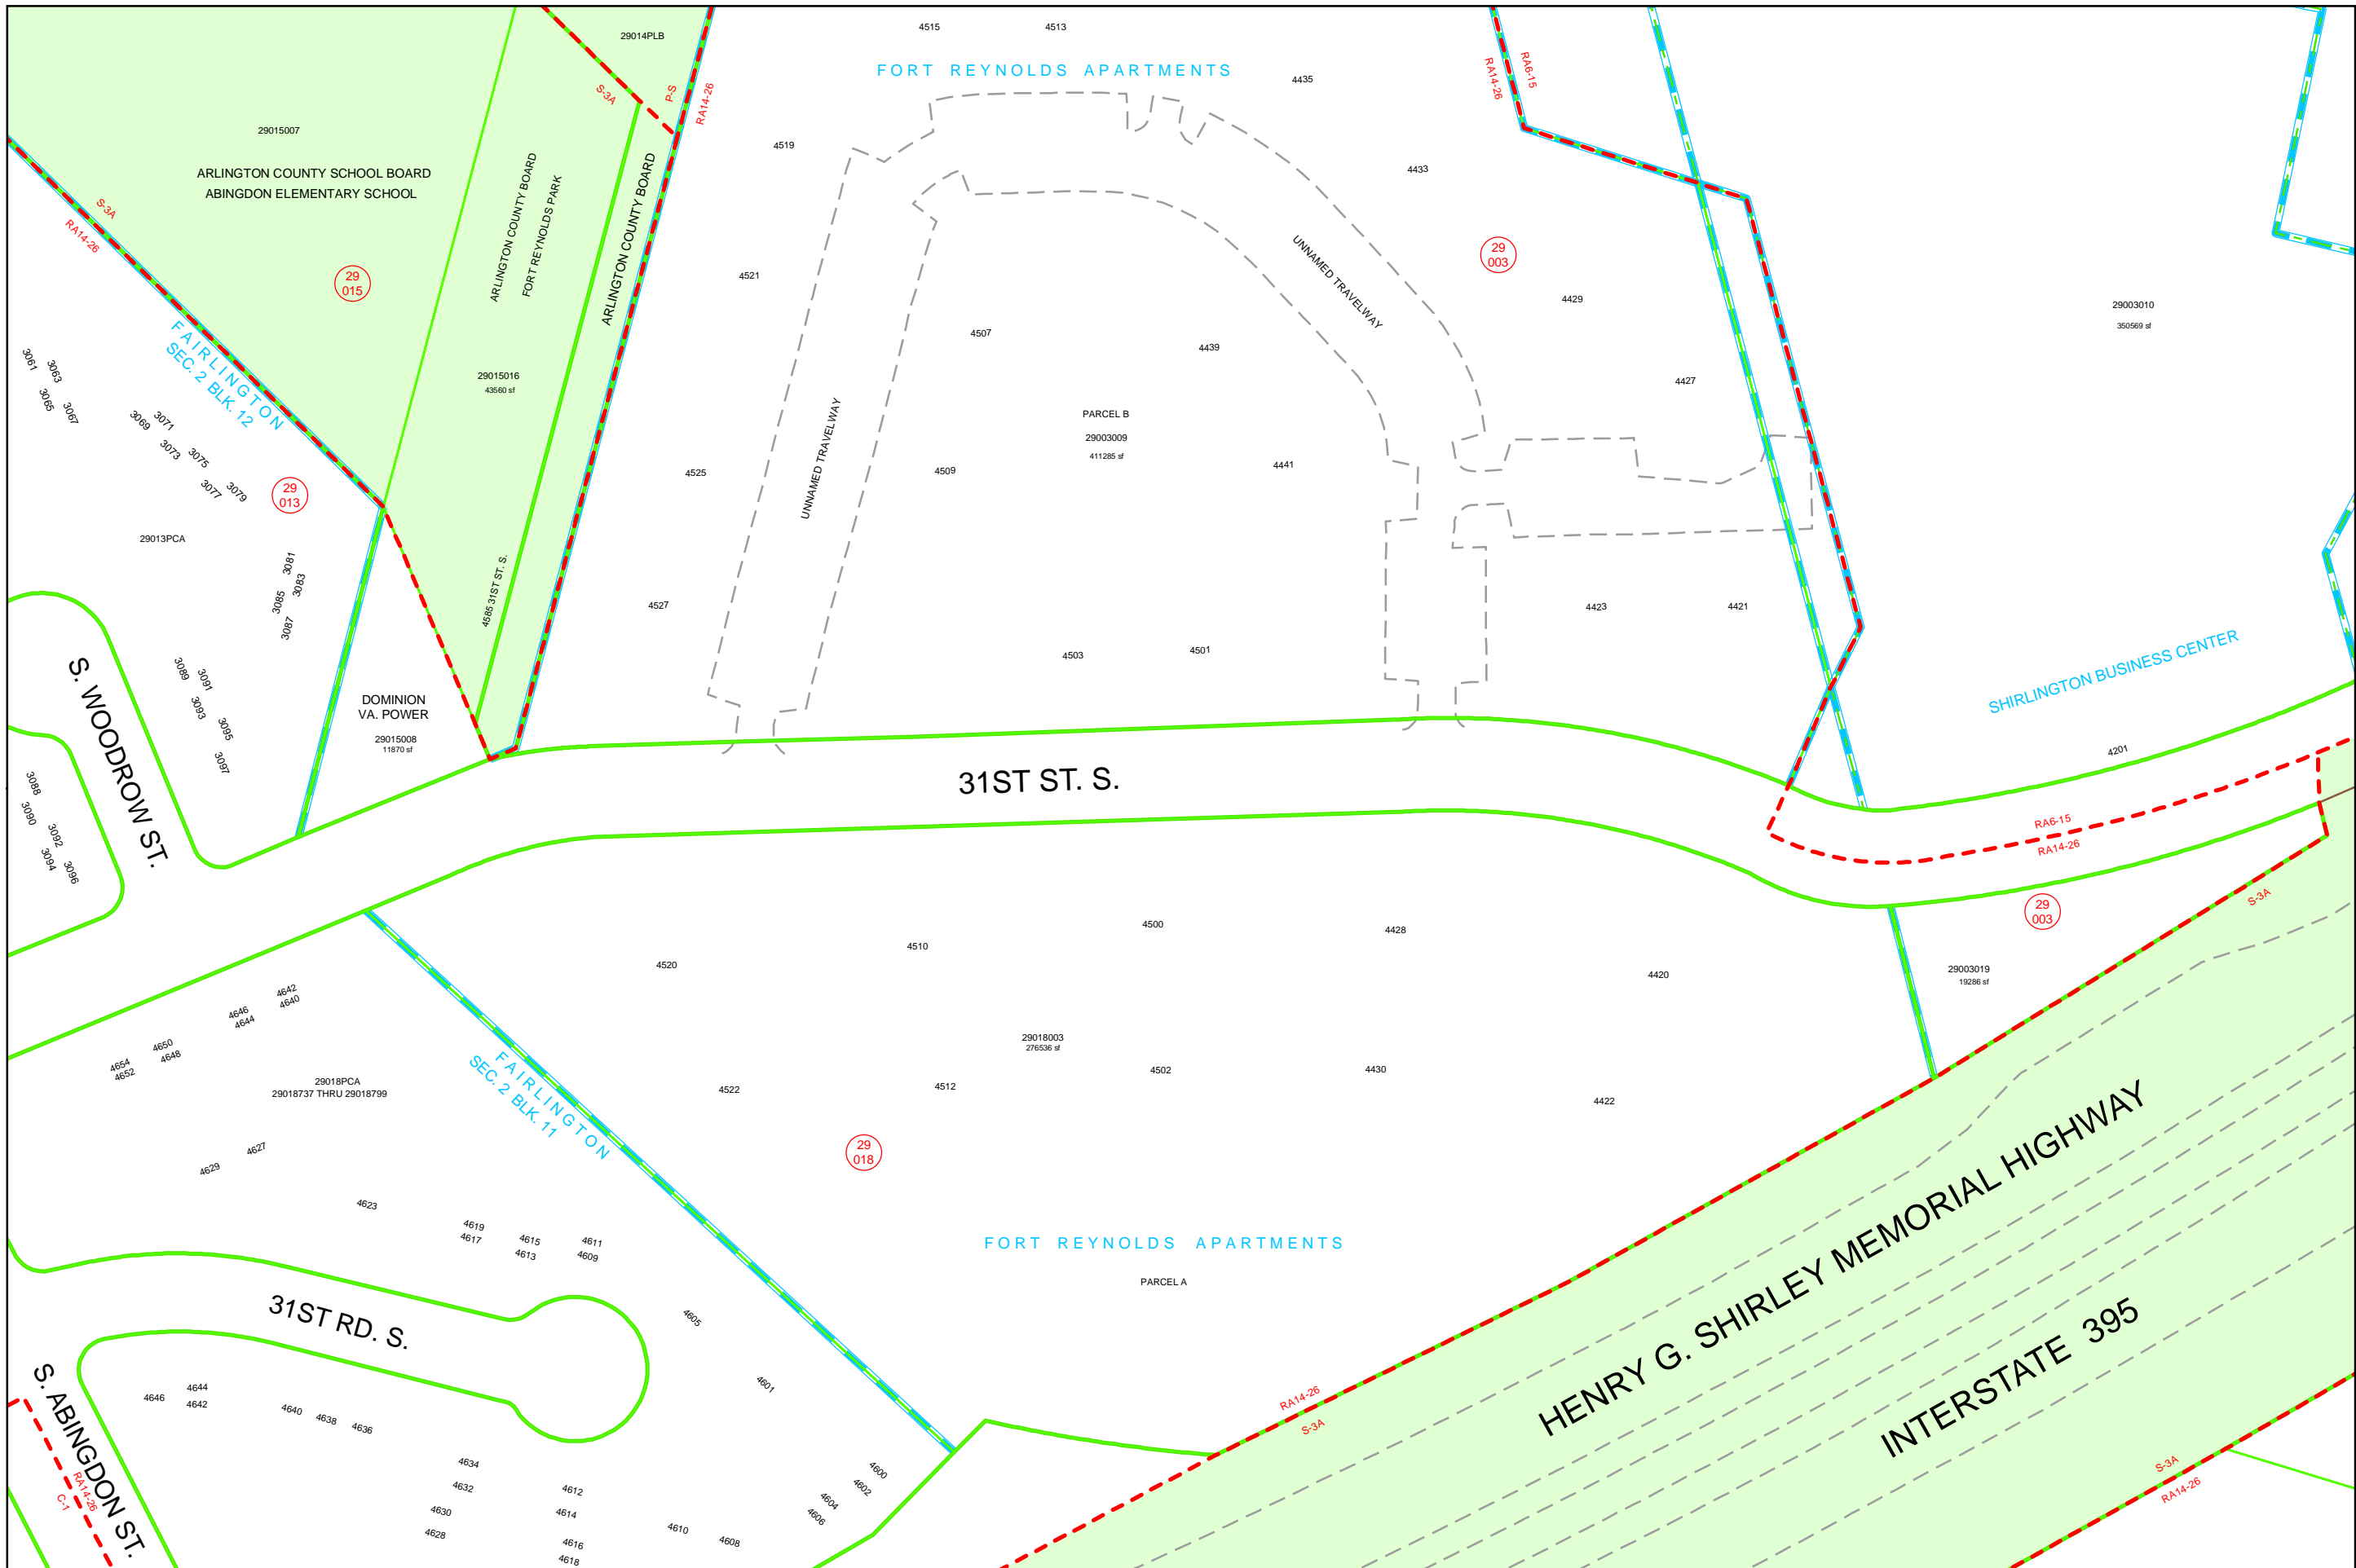 29014PLB
4515
4513
FORT REYNOLDS APARTMENTS
4435
RA14-26
RA6-15
S-3A
P-S
RA14-26
29015007
ARLINGTON COUNTY SCHOOL BOARD
ABINGDON ELEMENTARY SCHOOL
ARLINGTON COUNTY BOARD
FORT REYNOLDS PARK
ARLINGTON COUNTY BOARD
4519
4433
S-3A
RA14-26
29
015
4521
UNNAMED TRAVELWAY
29
003
4429
29003010
350569 sf
FAIRLINGTON
SEC. 2 BLK. 12
4507
4439
4427
3061
3063
3065
3067
3069
3071
3073
3075
3077
3079
29015016
43560 sf
UNNAMED TRAVELWAY
PARCEL B
29003009
411285 sf
4525
4509
4441
29
013
29013PCA
3081
3083
3085
3087
4585 31ST ST. S.
4527
4423
4421
4503
4501
3089
3091
3093
3095
3097
DOMINION
VA. POWER
29015008
11870 sf
S. WOODROW ST.
SHIRLINGTON BUSINESS CENTER
4201
3088
3090
3092
3094
3096
31ST ST. S.
RA6-15
RA14-26
S-3A
29
003
4500
4428
4510
4520
4420
29003019
19286 sf
4642
4640
4646
4644
4650
4648
4654
4652
29018PCA
29018737 THRU 29018799
FAIRLINGTON
SEC. 2 BLK. 11
29018003
276536 sf
4522
4512
4502
4430
4422
29
018
4627
4629
4623
4619
4617
4615
4613
4611
4609
FORT REYNOLDS APARTMENTS
PARCEL A
HENRY G. SHIRLEY MEMORIAL HIGHWAY
INTERSTATE 395
31ST RD. S.
4605
4601
RA14-26
S-3A
S. ABINGDON ST.
RA14-26
C-1
4646
4644
4642
4640
4638
4636
4634
4632
4630
4628
4612
4614
4616
4618
4610
4608
4600
4602
4604
4606
S-3A
RA14-26